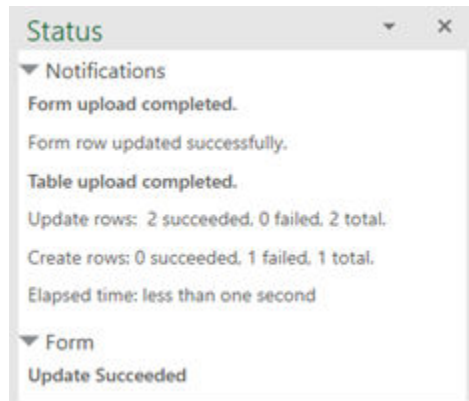 Status
Notifications
Form upload completed.
Form row updated successfully.
Table upload completed.
Update rows: 2 succeeded, 0 failed, 2 total.
Create rows: 0 succeeded, 1 failed, 1 total.
Elapsed time: less than one second
Form
Update Succeeded